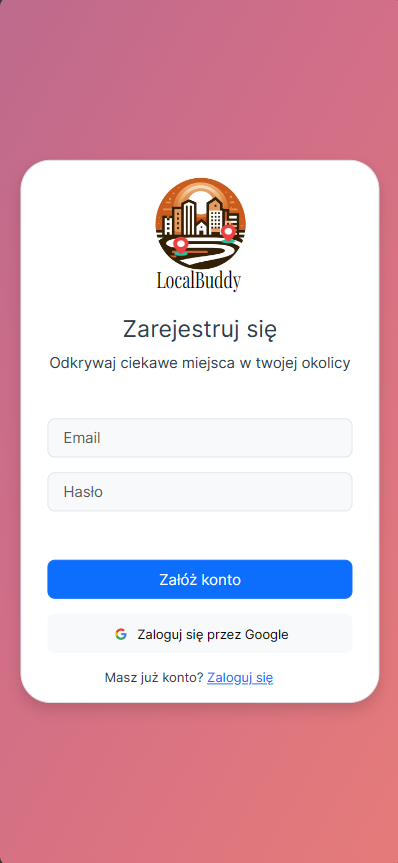 LocalBuddy
Zarejestruj się
Odkrywaj ciekawe miejsca w twojej okolicy
Email
Hasło
Załóż konto
Zaloguj się przez Google
Masz już konto? Zaloguj się